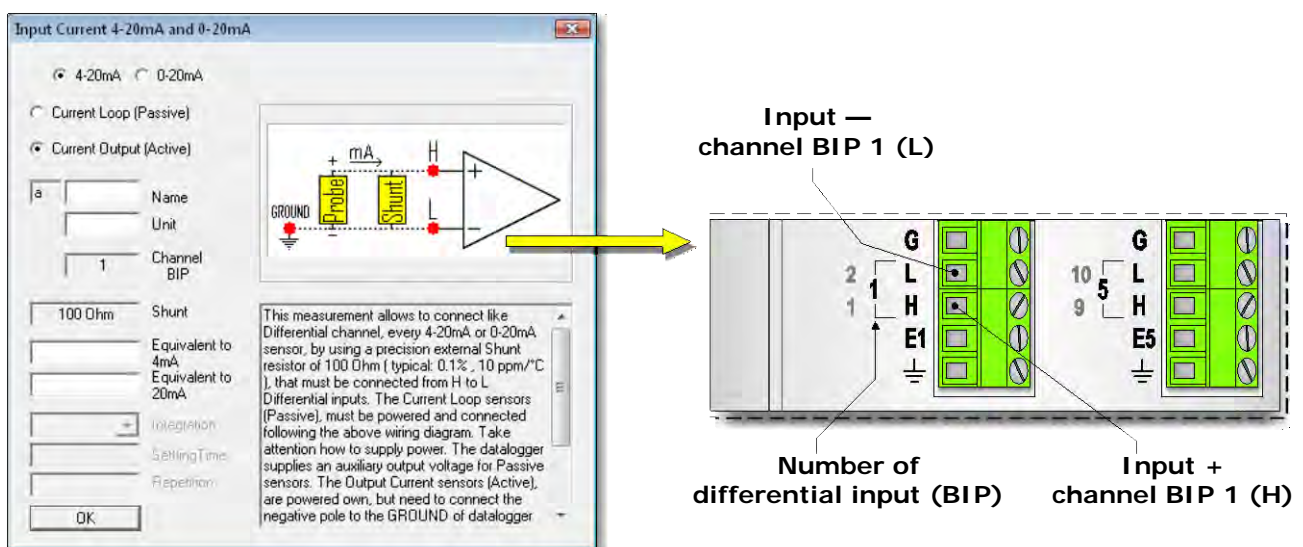 Input Current 4-20mA and 0-20mA
4-20mA 0-20mA
Current Loop (Passive)
Current Output (Active)
a
Name
Unit
1
Channel
BIP
100 Ohm
Shunt
Equivalent to
4mA
Equivalent to
20mA
Integration
SettlingTime
Repetition
OK
+ mA H
+
Probe
Shunt
GROUND
L
-
-
This measurement allows to connect like
Differential channel, every 4-20mA or 0-20mA
sensor, by using a precision external Shunt
resistor of 100 Ohm ( typical: 0.1% , 10 ppm/°C
), that must be connected from H to L
Differential inputs. The Current Loop sensors
(Passive), must be powered and connected
following the above wiring diagram. Take
attention how to supply power. The datalogger
supplies an auxiliary output voltage for Passive
sensors. The Output Current sensors (Active),
are powered own, but need to connect the
negative pole to the GROUND of datalogger
Input —
channel BIP 1 (L)
G
2 L
1
1 H
E1
G
10 L
5
9 H
E5
Number of
differential input (BIP)
Input +
channel BIP 1 (H)